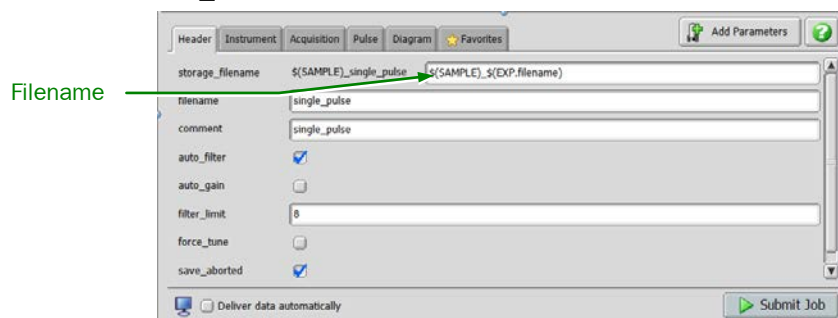 Header Instrument Acquisition Pulse Diagram Favorites Add Parameters ?
storage_filename $(SAMPLE)_single_pulse $(SAMPLE)_$(EXP.filename)
Filename
filename single_pulse
comment single_pulse
auto_filter
auto_gain
filter_limit 8
force_tune
save_aborted
Deliver data automatically Submit Job